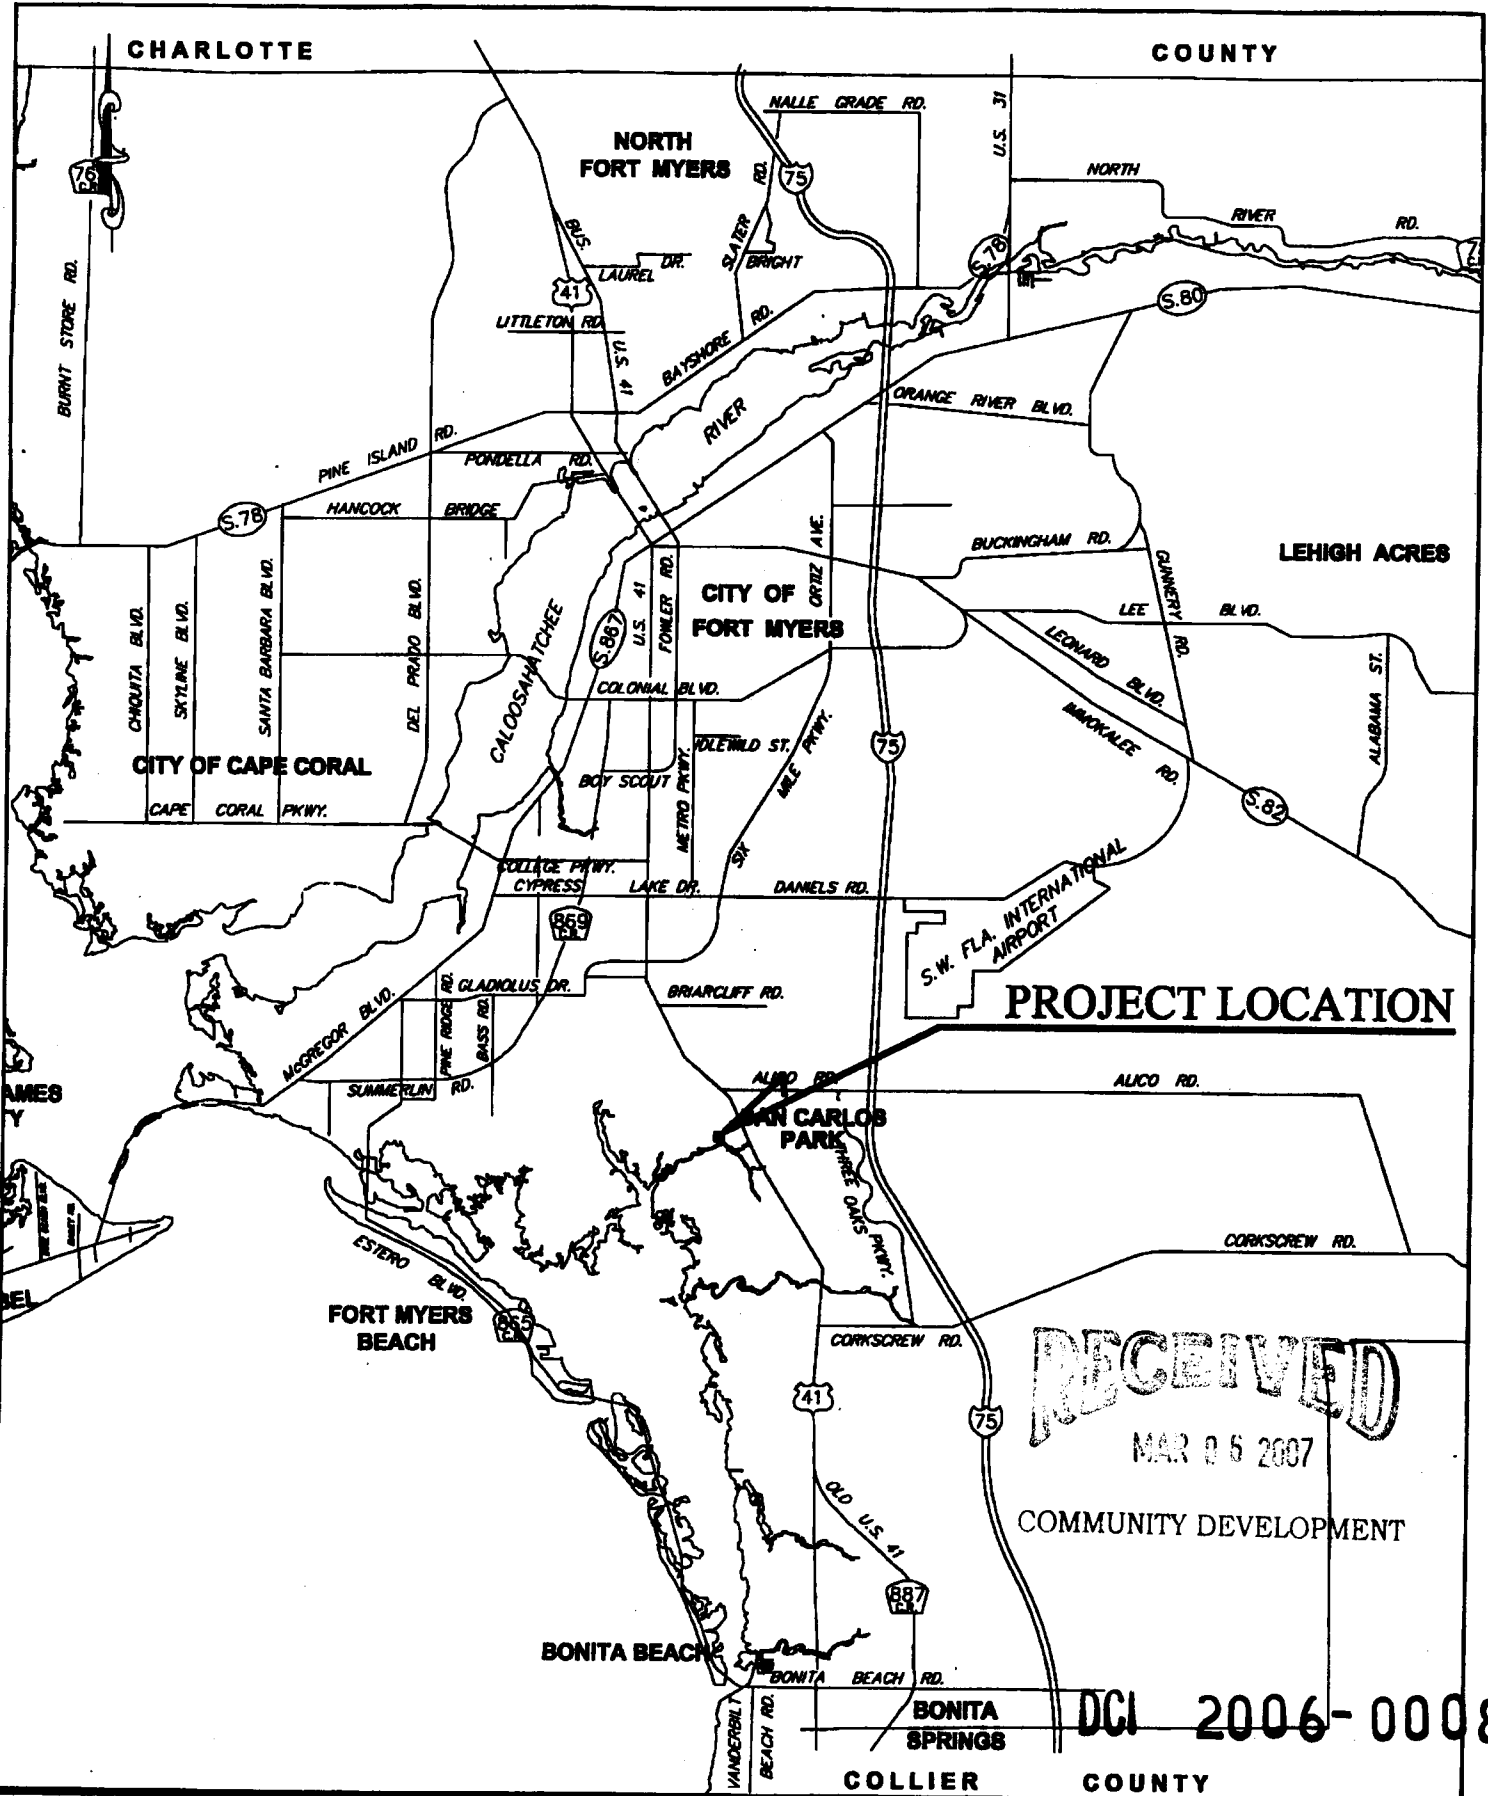 CHARLOTTE COUNTY
NALLE GRADE RD.
U.S. 31
NORTH
FORT MYERS
76
C.R.
75
SLATER RD.
NORTH RIVER RD.
BUS.
41
LAUREL DR.
BRIGHT
S.78
S.80
BURNT STORE RD.
LITTLETON RD.
U.S. 41
BAYSHORE RD.
ORANGE RIVER BLVD.
RIVER
PINE ISLAND RD.
PONDELLA RD.
S.78
HANCOCK BRIDGE
ORTIZ AVE.
BUCKINGHAM RD.
LEHIGH ACRES
GUNNERY RD.
CHIQUITA BLVD.
SKYLINE BLVD.
SANTA BARBARA BLVD.
DEL PRADO BLVD.
CALOOSAHATCHEE
S.867
U.S. 41
FOWLER RD.
CITY OF
FORT MYERS
LEE BLVD.
LEONARD BLVD.
IMMOKALEE RD.
ALABAMA ST.
COLONIAL BLVD.
IDLEWILD ST.
75
CITY OF CAPE CORAL
BOY SCOUT
METRO PKWY.
SIX MILE PKWY.
S.82
CAPE CORAL PKWY.
COLLEGE PKWY.
CYPRESS LAKE DR.
DANIELS RD.
S.W. FLA. INTERNATIONAL
AIRPORT
869
C.R.
GLADIOLUS DR.
BRIARCLIFF RD.
PROJECT LOCATION
McGREGOR BLVD.
PINE RIDGE RD.
BASS RD.
SUMMERLIN RD.
ALICO RD.
ALICO RD.
AMES
Y
SAN CARLOS
PARK
THREE OAKS PKWY.
ESTERO BLVD.
CORKSCREW RD.
BEL
FORT MYERS
BEACH
865
C.R.
CORKSCREW RD.
RECEIVED
41
75
MAR 06 2007
COMMUNITY DEVELOPMENT
OLD U.S. 41
887
C.R.
BONITA BEACH
BONITA BEACH RD.
VANDERBILT
BEACH RD.
BONITA
SPRINGS
DCI 2006-0008
COLLIER COUNTY